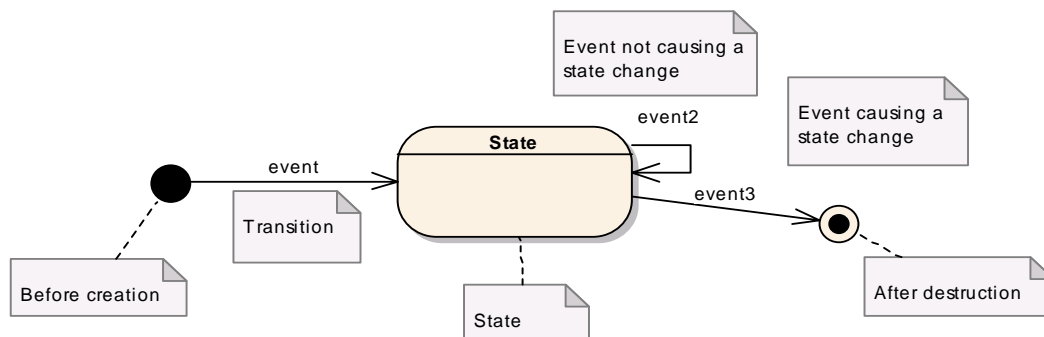 Event not causing a
state change
Event causing a
state change
event2
State
event
event3
Transition
Before creation
After destruction
State